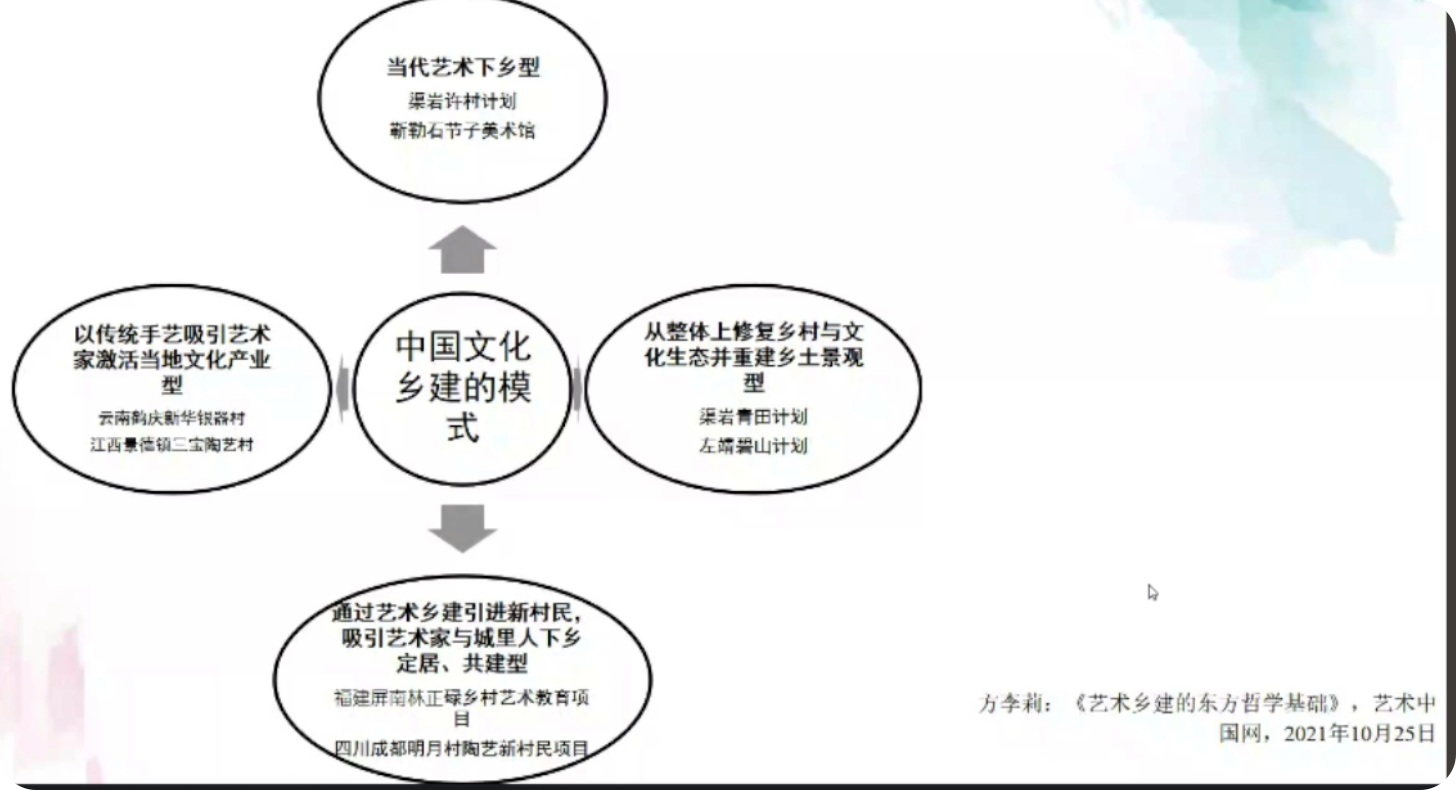 当代艺术下乡型
渠岩许村计划
靳勒石节子美术馆
以传统手艺吸引艺术
家激活当地文化产业
型
云南鹤庆新华银器村
江西景德镇三宝陶艺村
中国文化
乡建的模
式
从整体上修复乡村与文
化生态并重建乡土景观
型
渠岩青田计划
左靖碧山计划
通过艺术乡建引进新村民，
吸引艺术家与城里人下乡
定居、共建型
福建屏南林正碌乡村艺术教育项
目
四川成都明月村陶艺新村民项目
方李莉：《艺术乡建的东方哲学基础》，艺术中
国网，2021年10月25日